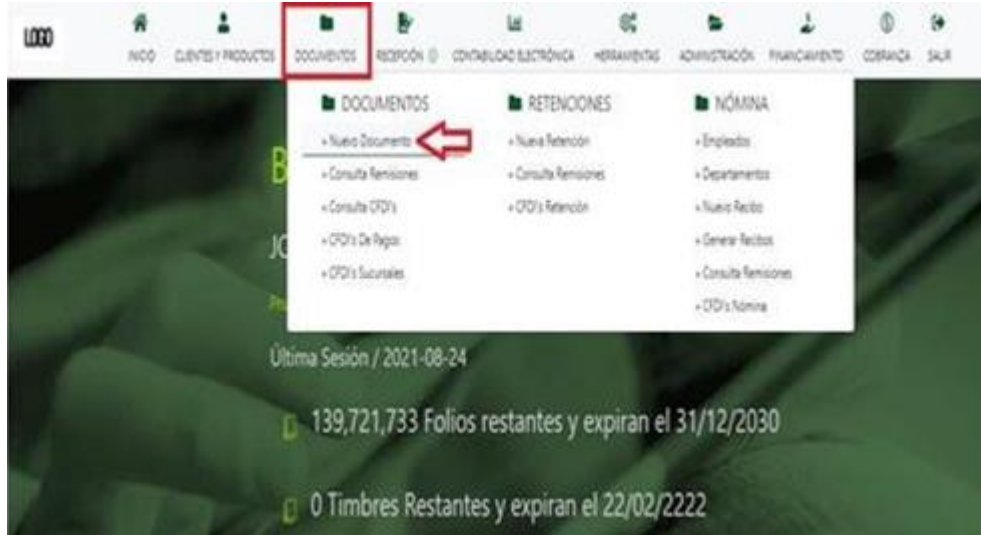 LOGO
INICIO
CLIENTES Y PRODUCTOS
DOCUMENTOS
RECEPCIÓN
CONTABILIDAD ELECTRÓNICA
HERRAMIENTAS
ADMINISTRACIÓN
FINANCIAMIENTO
COBRANZA
SALIR
DOCUMENTOS
» Nuevo Documento
» Consulta Remisiones
» Consulta CFDI's
» CFDI's De Pagos
» CFDI's Sucursales
RETENCIONES
» Nueva Retención
» Consulta Remisiones
» CFDI's Retención
NÓMINA
» Empleados
» Departamentos
» Nuevo Recibo
» Generar Recibos
» Consulta Remisiones
» CFDI's Nómina
B
JO
Última Sesión / 2021-08-24
139,721,733 Folios restantes y expiran el 31/12/2030
0 Timbres Restantes y expiran el 22/02/2222